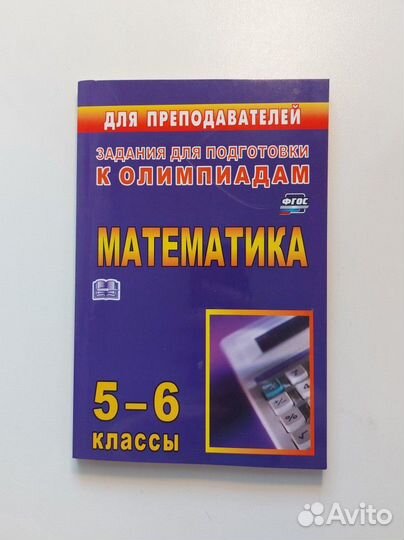 ДЛЯ ПРЕПОДАВАТЕЛЕЙ
ЗАДАНИЯ ДЛЯ ПОДГОТОВКИ
К ОЛИМПИАДАМ
ФГОС
МАТЕМАТИКА
5–6
классы
%
√
Avito